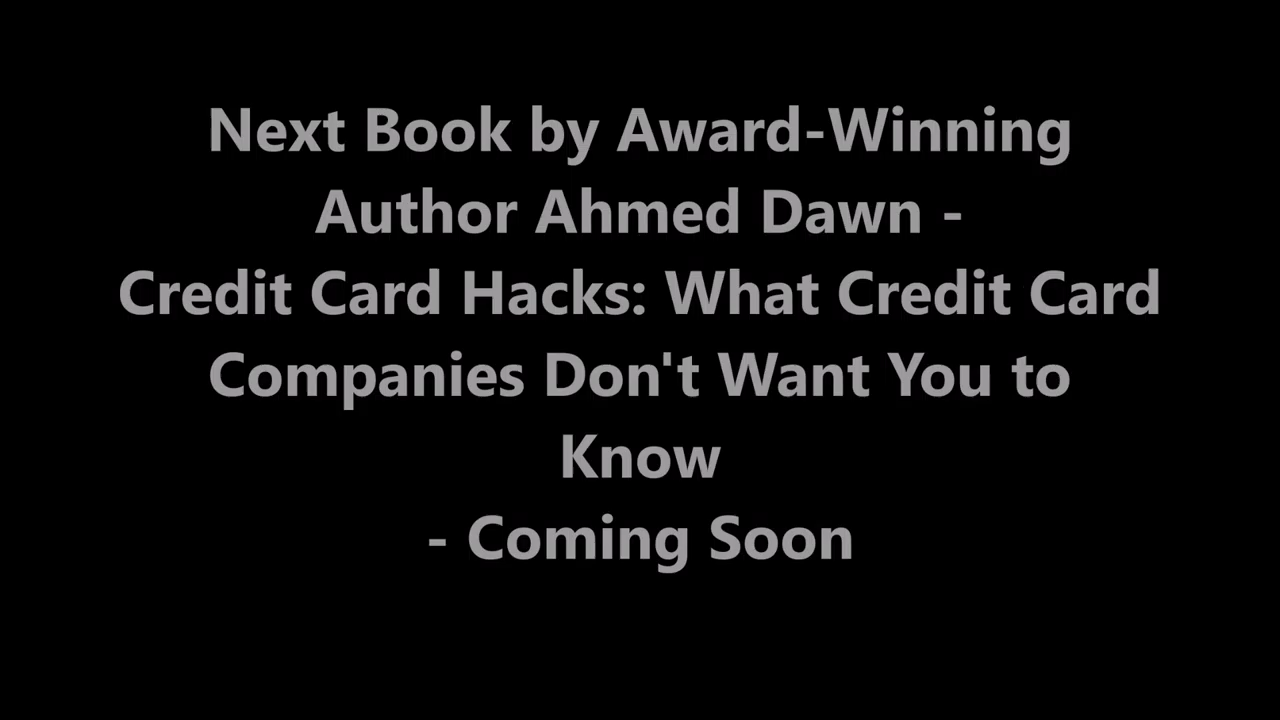 Next Book by Award-Winning
Author Ahmed Dawn -
Credit Card Hacks: What Credit Card
Companies Don't Want You to
Know
- Coming Soon